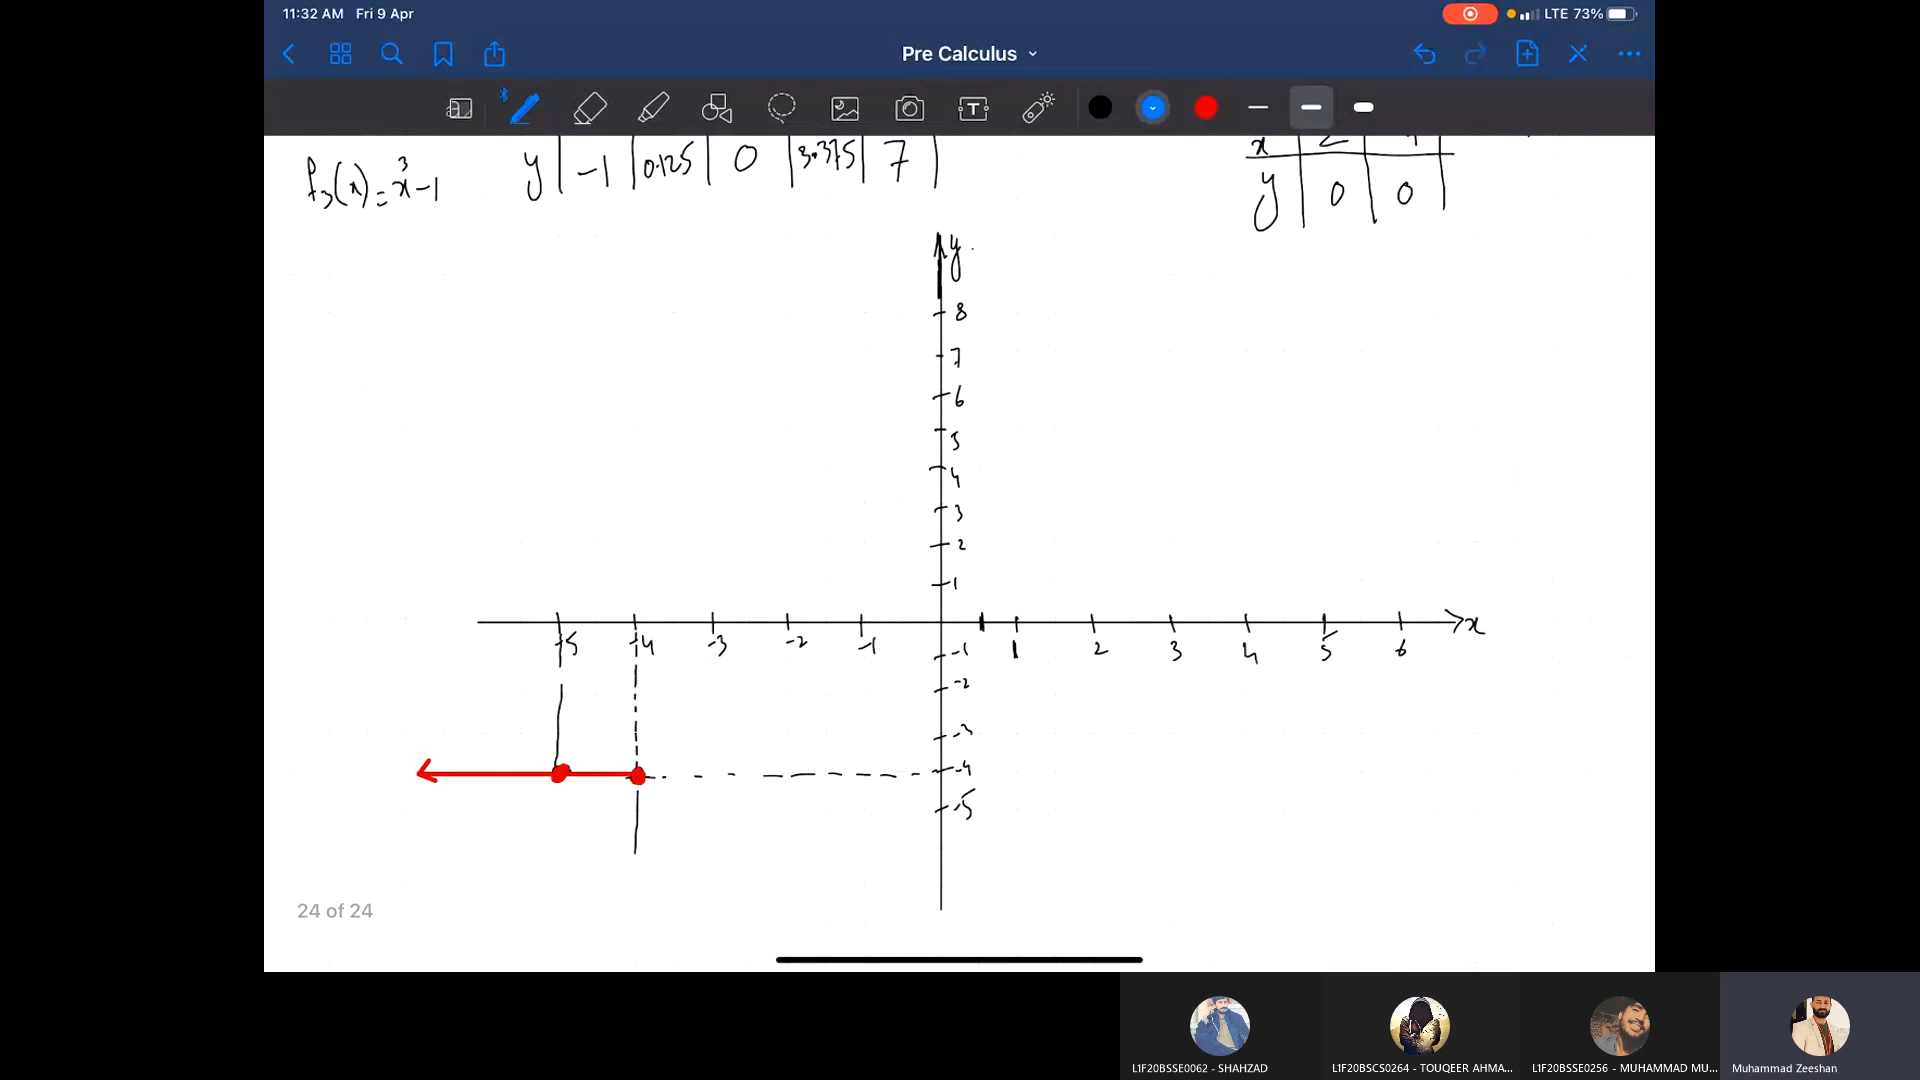 11:32 AM Fri 9 Apr
LTE 73%
Pre Calculus
T
f₃(x)=x³-1
y | -1 | 0.125 | 0 | 3.375 | 7 |
x
y | 0 | 0 |
y
8
7
6
5
4
3
2
1
-5 -4 -3 -2 -1 1 2 3 4 5 6 x
-1
-2
-3
-4
-5
24 of 24
L1F20BSSE0062 - SHAHZAD
L1F20BSCS0264 - TOUQEER AHMA...
L1F20BSSE0256 - MUHAMMAD MU...
Muhammad Zeeshan